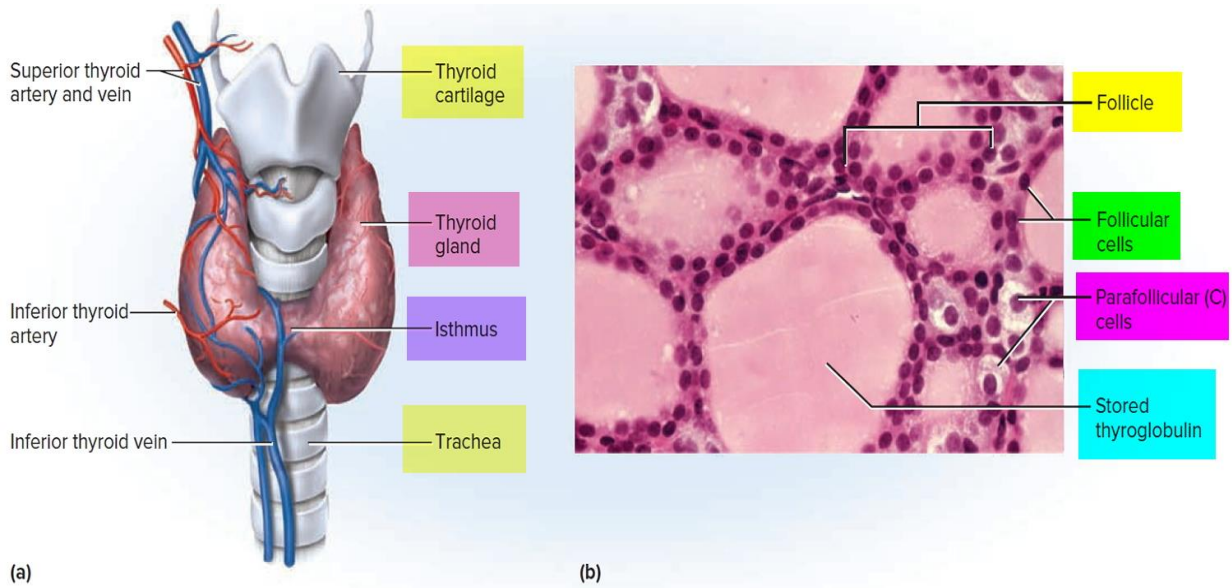 Superior thyroid
artery and vein
Inferior thyroid
artery
Inferior thyroid vein
Thyroid
cartilage
Thyroid
gland
Isthmus
Trachea
(a)
Follicle
Follicular
cells
Parafollicular (C)
cells
Stored
thyroglobulin
(b)